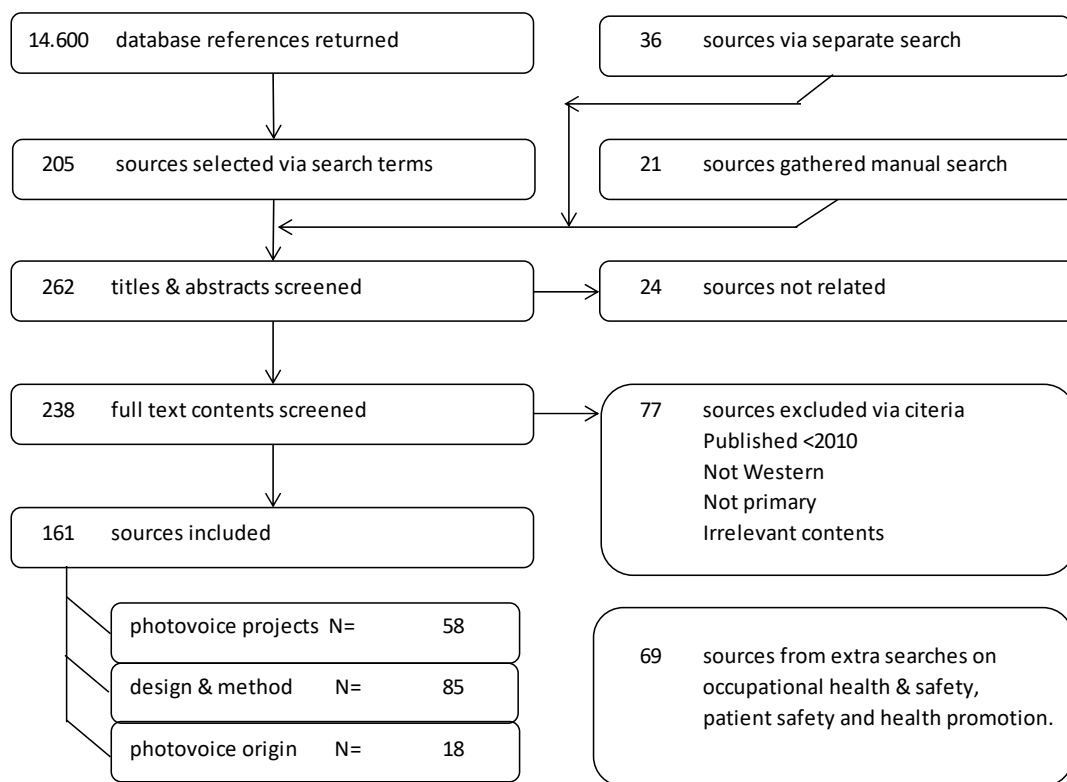 14.600 database references returned
36 sources via separate search
205 sources selected via search terms
21 sources gathered manual search
262 titles & abstracts screened
24 sources not related
238 full text contents screened
77 sources excluded via citeria
Published <2010
Not Western
Not primary
Irrelevant contents
161 sources included
photovoice projects N= 58
design & method N= 85
photovoice origin N= 18
69 sources from extra searches on
occupational health & safety,
patient safety and health promotion.